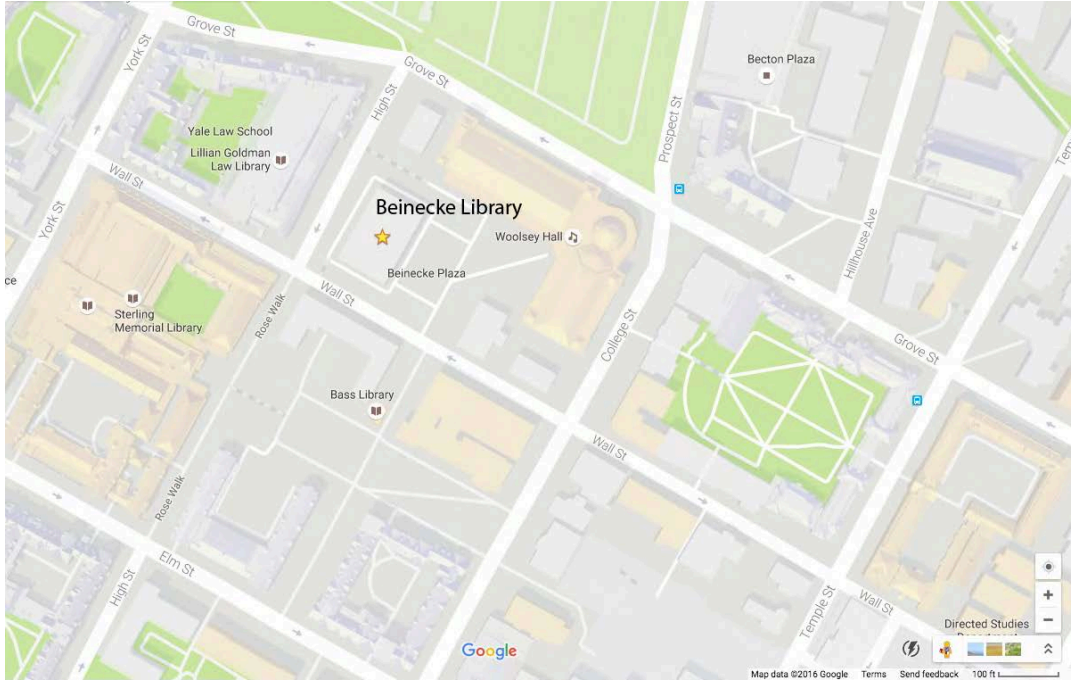 Grove St
York St
Grove St
Becton Plaza
High St
Prospect St
Yale Law School
Lillian Goldman
Law Library
Wall St
Beinecke Library
York St
Woolsey Hall
Hillhouse Ave
Beinecke Plaza
Wall St
Sterling
Memorial Library
Rose Walk
College St
Grove St
Bass Library
Wall St
Rose Walk
Elm St
High St
Temple St
Wall St
Directed Studies
Google
Map data ©2016 Google Terms Send feedback 100 ft